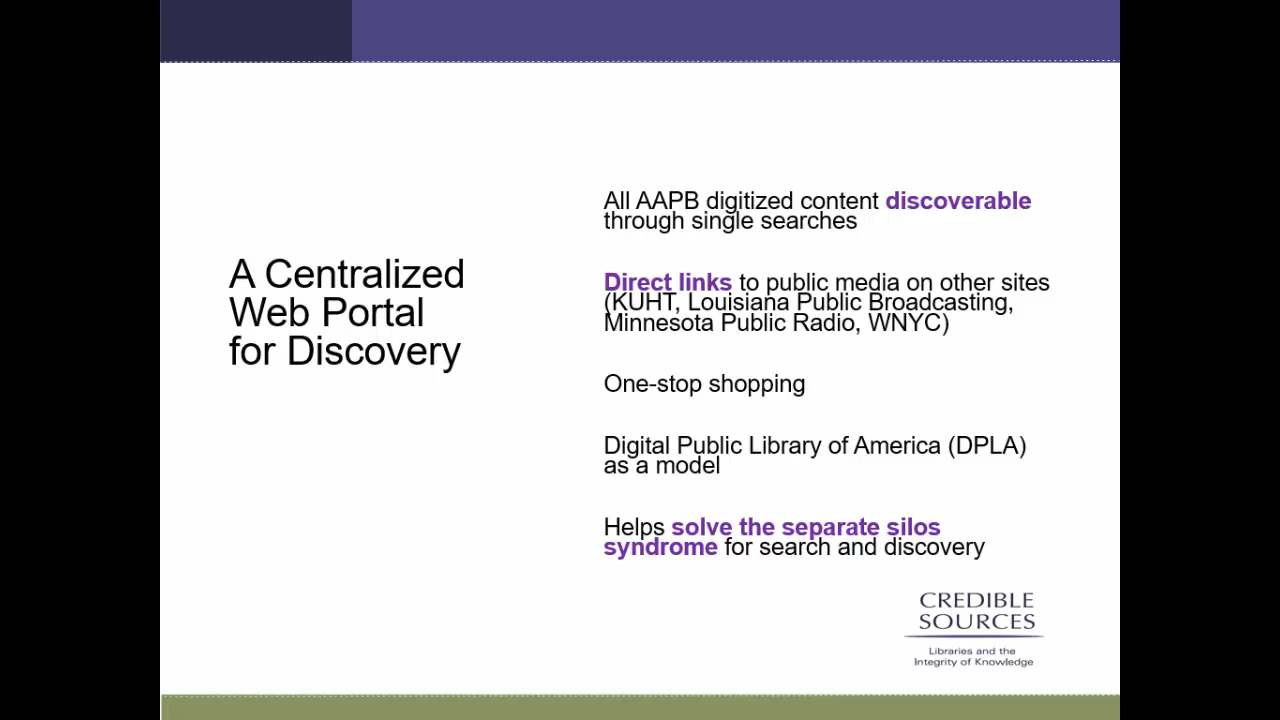 A Centralized
Web Portal
for Discovery
All AAPB digitized content discoverable
through single searches
Direct links to public media on other sites
(KUHT, Louisiana Public Broadcasting,
Minnesota Public Radio, WNYC)
One-stop shopping
Digital Public Library of America (DPLA)
as a model
Helps solve the separate silos
syndrome for search and discovery
CREDIBLE
SOURCES
Libraries and the
Integrity of Knowledge